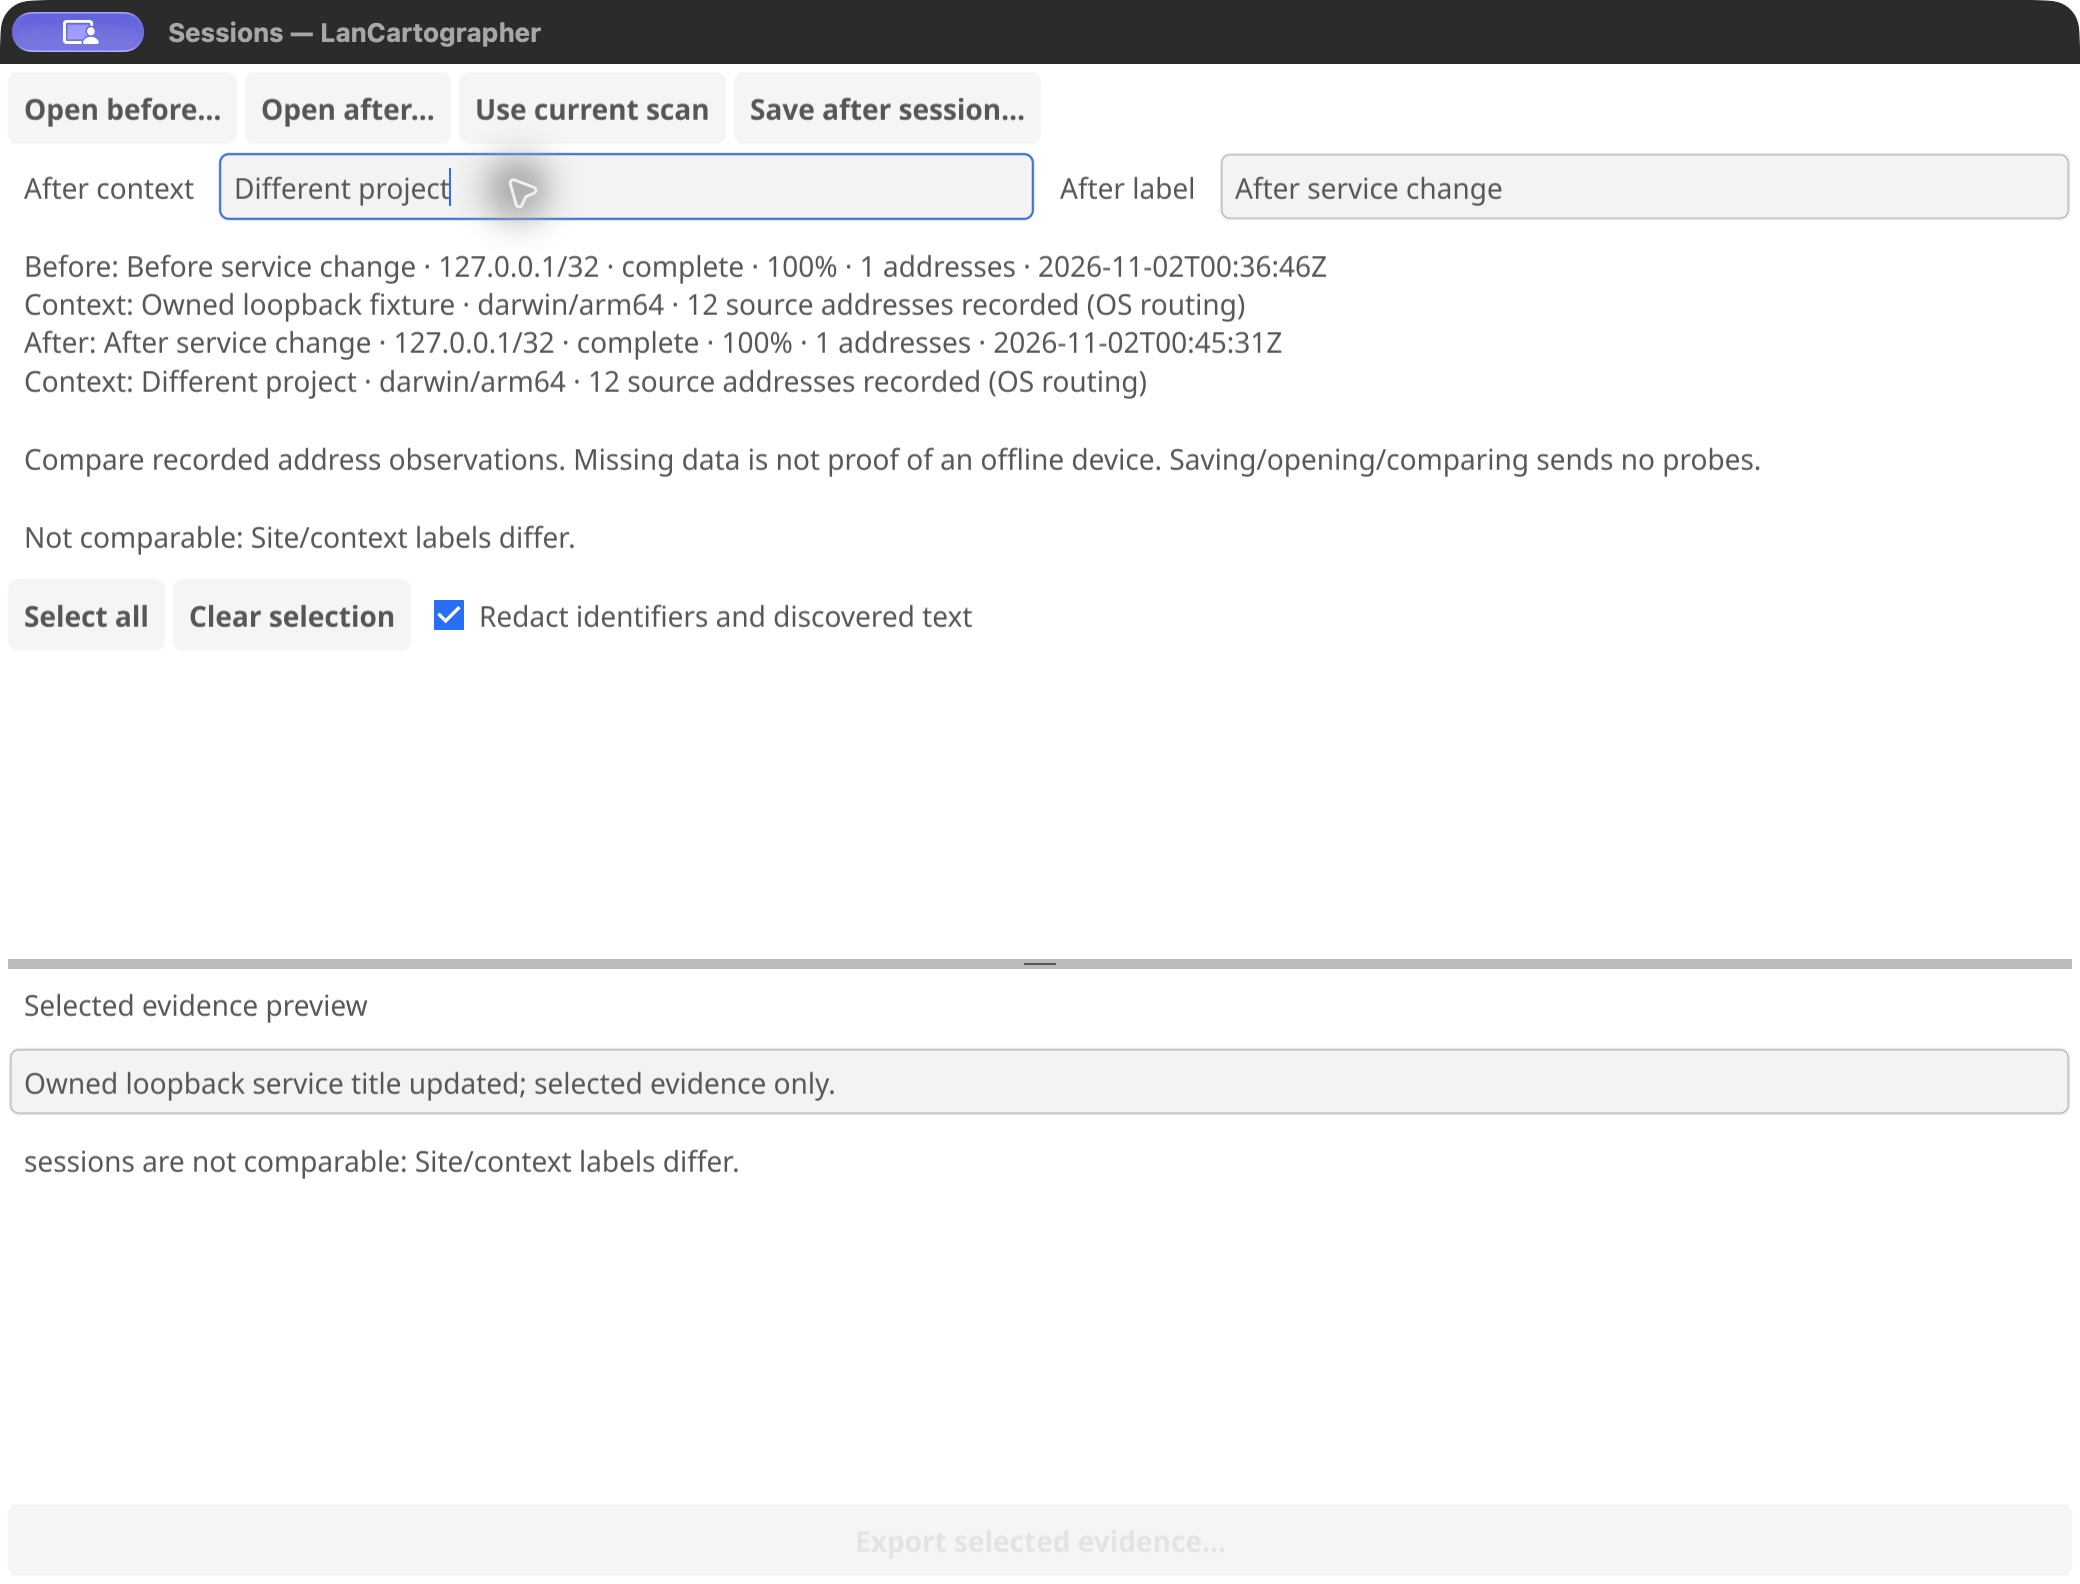 Sessions — LanCartographer
Open before... Open after... Use current scan Save after session...
After context Different project After label After service change
Before: Before service change · 127.0.0.1/32 · complete · 100% · 1 addresses · 2026-11-02T00:36:46Z
Context: Owned loopback fixture · darwin/arm64 · 12 source addresses recorded (OS routing)
After: After service change · 127.0.0.1/32 · complete · 100% · 1 addresses · 2026-11-02T00:45:31Z
Context: Different project · darwin/arm64 · 12 source addresses recorded (OS routing)
Compare recorded address observations. Missing data is not proof of an offline device. Saving/opening/comparing sends no probes.
Not comparable: Site/context labels differ.
Select all Clear selection Redact identifiers and discovered text
Selected evidence preview
Owned loopback service title updated; selected evidence only.
sessions are not comparable: Site/context labels differ.
Export selected evidence...